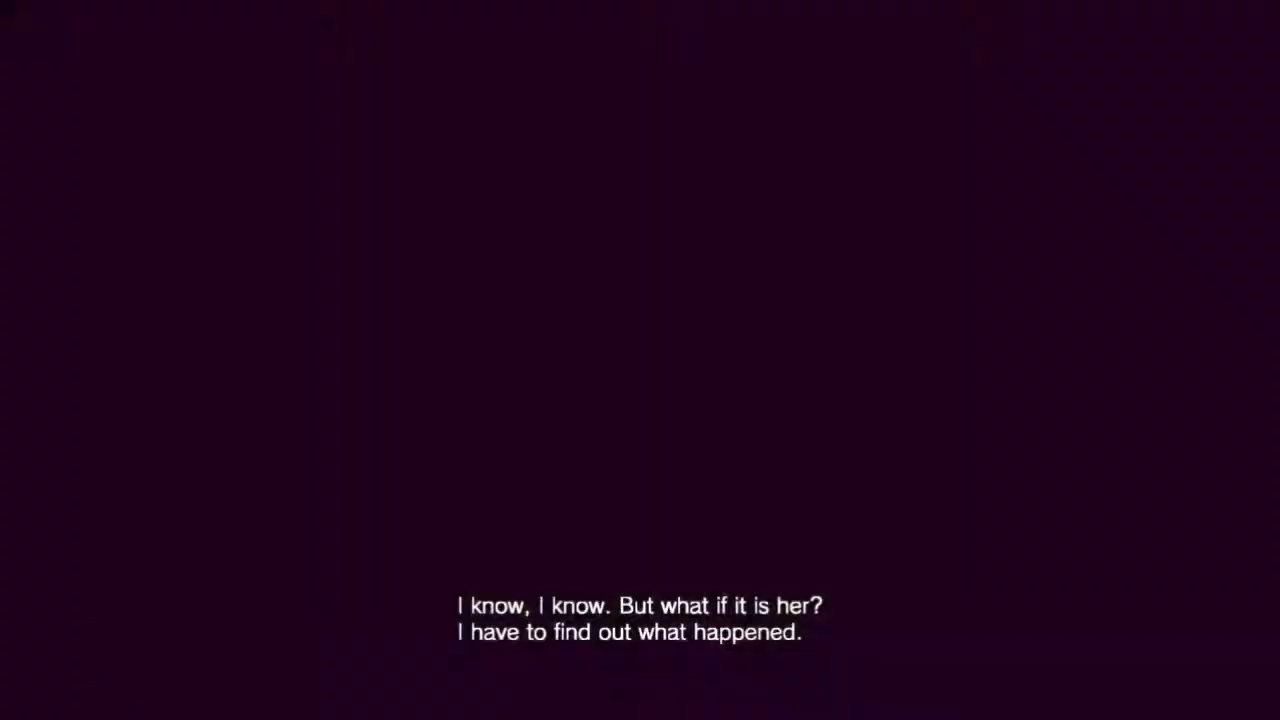 I know, I know. But what if it is her?
I have to find out what happened.